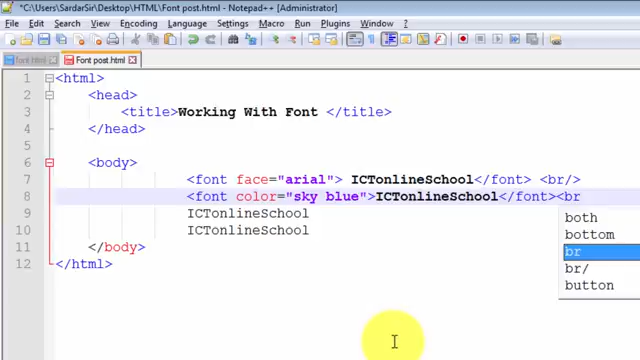 *C:\Users\SardarSir\Desktop\HTML\Font post.html - Notepad++ [Administrator]
File Edit Search View Encoding Language Settings Macro Run Plugins Window ?
font html Font post.html
1 <html>
2 <head>
3 <title>Working With Font </title>
4 </head>
5
6 <body>
7 <font face="arial"> ICTonlineSchool</font> <br/>
8 <font color="sky blue">ICTonlineSchool</font><br
9 ICTonlineSchool
10 ICTonlineSchool
11 </body>
12 </html>
both
bottom
br
br/
button